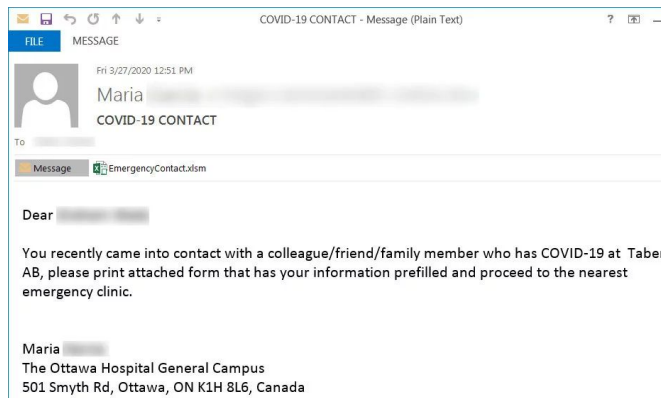 COVID-19 CONTACT - Message (Plain Text)
?
FILE MESSAGE
Fri 3/27/2020 12:51 PM
Maria
COVID-19 CONTACT
To
Message EmergencyContact.xlsm
Dear
You recently came into contact with a colleague/friend/family member who has COVID-19 at Taber
AB, please print attached form that has your information prefilled and proceed to the nearest
emergency clinic.
Maria
The Ottawa Hospital General Campus
501 Smyth Rd, Ottawa, ON K1H 8L6, Canada